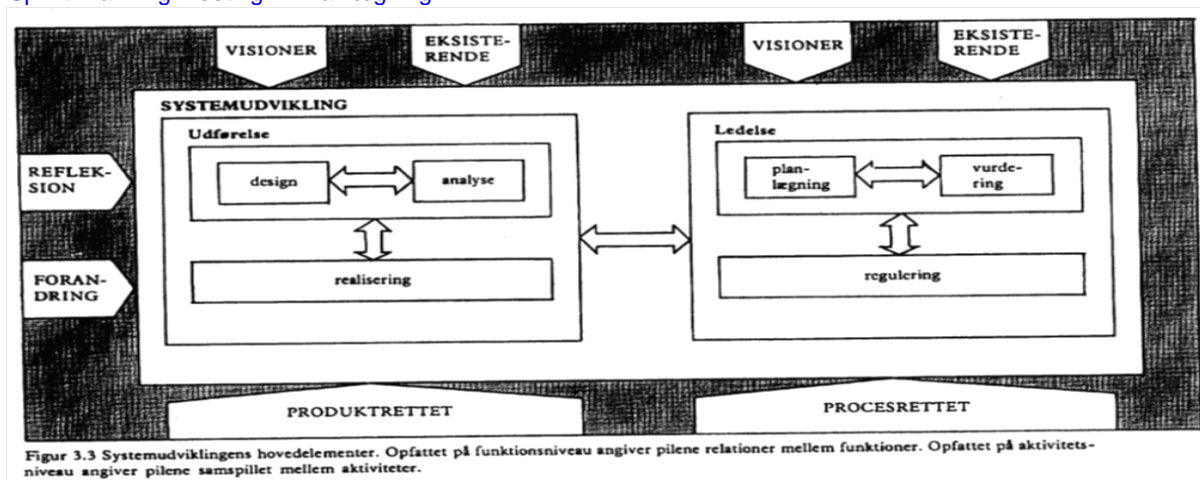 VISIONER
EKSISTE-
RENDE
VISIONER
EKSISTE-
RENDE
SYSTEMUDVIKLING
Udførelse
Ledelse
REFLEK-
SION
design
analyse
plan-
lægning
vurde-
ring
FORAN-
DRING
realisering
regulering
PRODUKTRETTET
PROCESRETTET
Figur 3.3 Systemudviklingens hovedelementer. Opfattet på funktionsniveau angiver pilene relationer mellem funktioner. Opfattet på aktivitets-
niveau angiver pilene samspillet mellem aktiviteter.